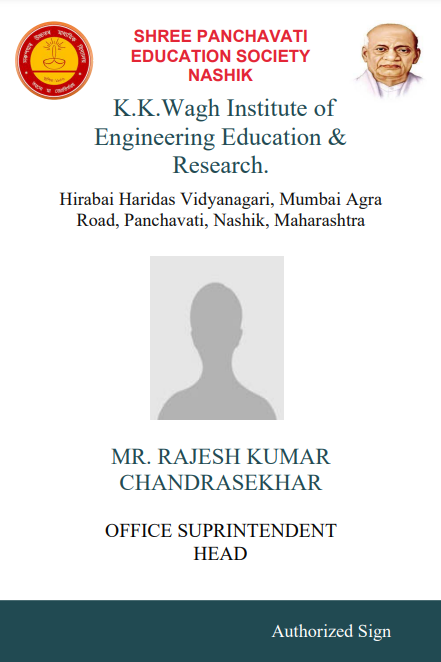 SHREE PANCHAVATI
EDUCATION SOCIETY
NASHIK
K.K.Wagh Institute of
Engineering Education &
Research.
Hirabai Haridas Vidyanagari, Mumbai Agra
Road, Panchavati, Nashik, Maharashtra
MR. RAJESH KUMAR
CHANDRASEKHAR
OFFICE SUPRINTENDENT
HEAD
Authorized Sign